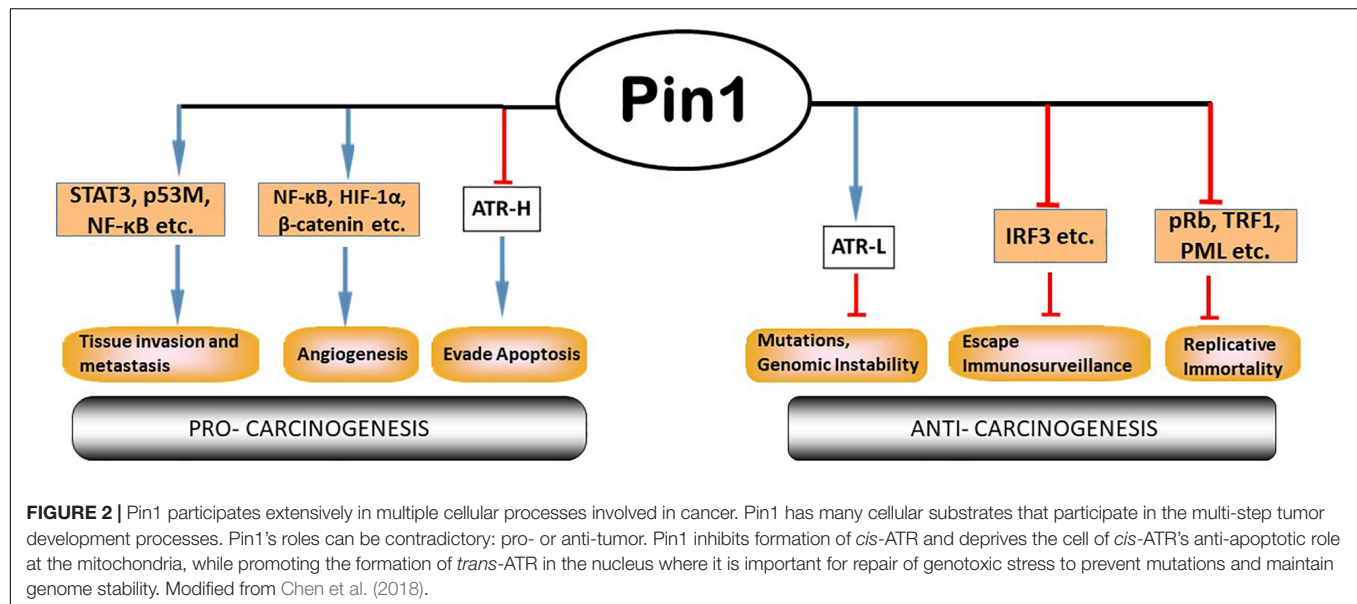 Pin1
STAT3, p53M,
NF-κB etc.
NF-κB, HIF-1α,
β-catenin etc.
ATR-H
ATR-L
IRF3 etc.
pRb, TRF1,
PML etc.
Tissue invasion and
metastasis
Angiogenesis
Evade Apoptosis
Mutations,
Genomic Instability
Escape
Immunosurveillance
Replicative
Immortality
PRO- CARCINOGENESIS
ANTI- CARCINOGENESIS
FIGURE 2 | Pin1 participates extensively in multiple cellular processes involved in cancer. Pin1 has many cellular substrates that participate in the multi-step tumor
development processes. Pin1's roles can be contradictory: pro- or anti-tumor. Pin1 inhibits formation of cis-ATR and deprives the cell of cis-ATR's anti-apoptotic role
at the mitochondria, while promoting the formation of trans-ATR in the nucleus where it is important for repair of genotoxic stress to prevent mutations and maintain
genome stability. Modified from Chen et al. (2018).